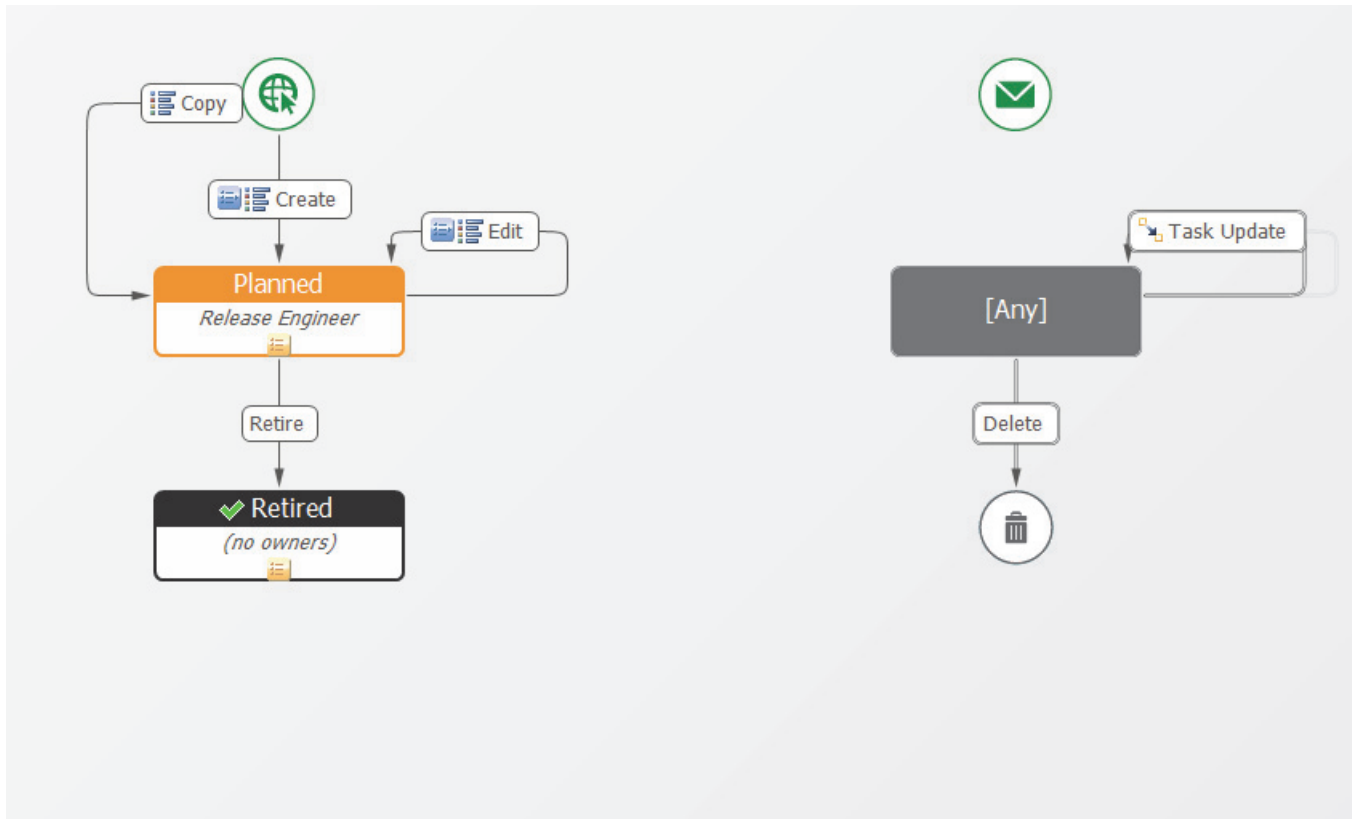 Copy
Create
Edit
Planned
Release Engineer
Retire
Retired
(no owners)
Task Update
[Any]
Delete